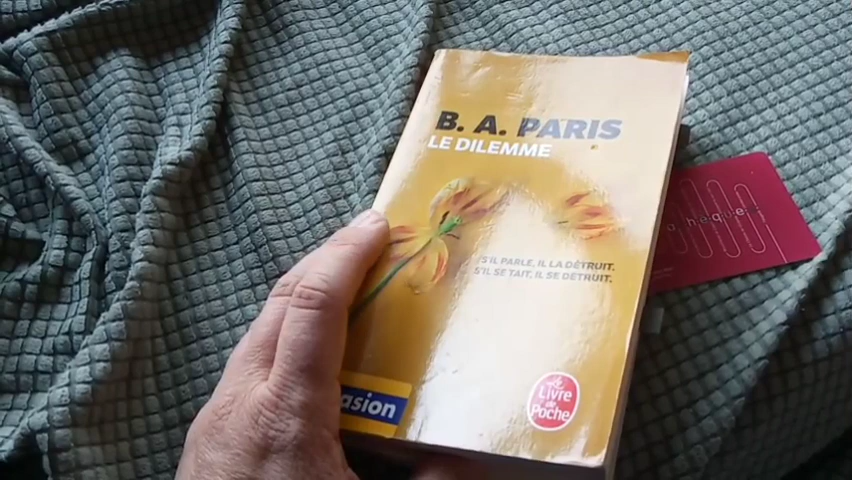 B. A. PARIS
LE DILEMME
S'IL PARLE, IL LA DÉTRUIT.
S'IL SE TAIT, IL SE DÉTRUIT.
asion
Le
Livre
de
Poche